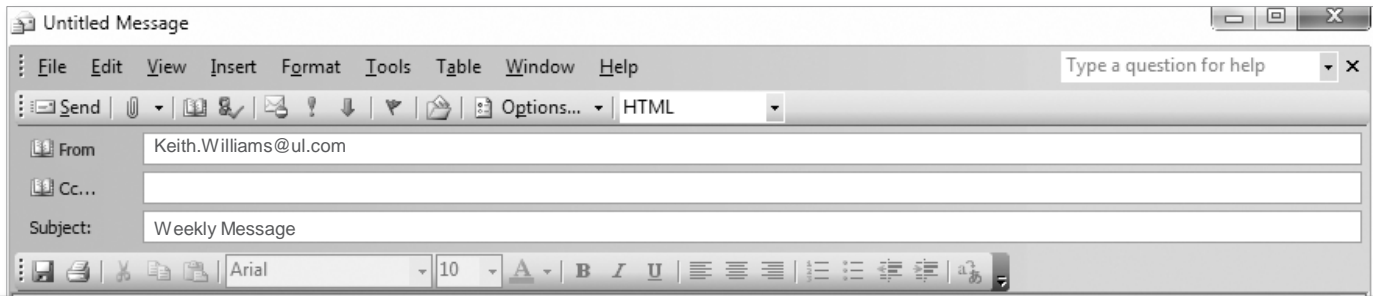 Untitled Message
File Edit View Insert Format Tools Table Window Help Type a question for help
Send Options... HTML
From Keith.Williams@ul.com
Cc...
Subject: Weekly Message
Arial 10 A B I U